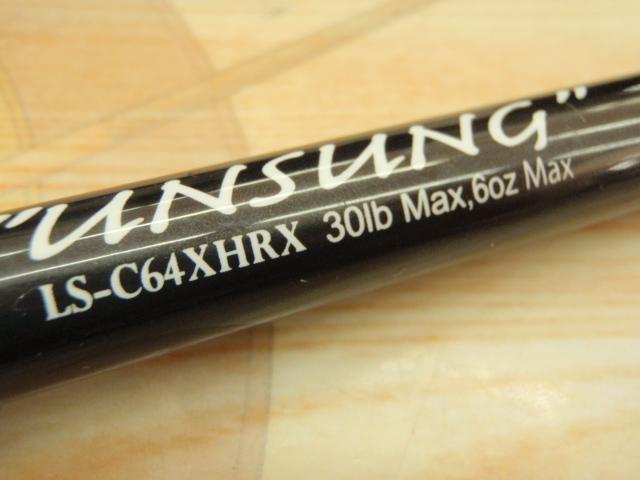 "UNSUNG"
LS-C64XHRX 30lb Max,6oz Max